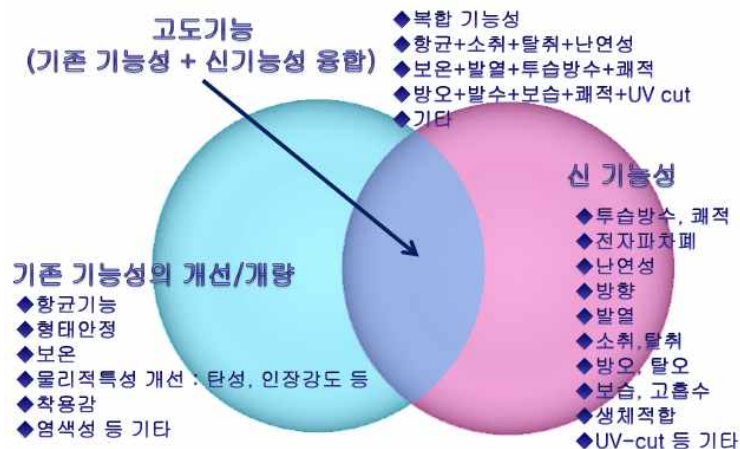 고도기능
(기존 기능성 + 신기능성 융합)
◆복합 기능성
◆항균+소취+탈취+난연성
◆보온+발열+투습방수+쾌적
◆방오+발수+보습+쾌적+UV cut
◆기타
신 기능성
◆투습방수, 쾌적
◆전자파차폐
◆난연성
◆방향
◆발열
◆소취,탈취
◆방오, 탈오
◆보습, 고흡수
◆생체적합
◆UV-cut 등 기타
기존 기능성의 개선/개량
◆항균기능
◆형태안정
◆보온
◆물리적특성 개선 : 탄성, 인장강도 등
◆착용감
◆염색성 등 기타